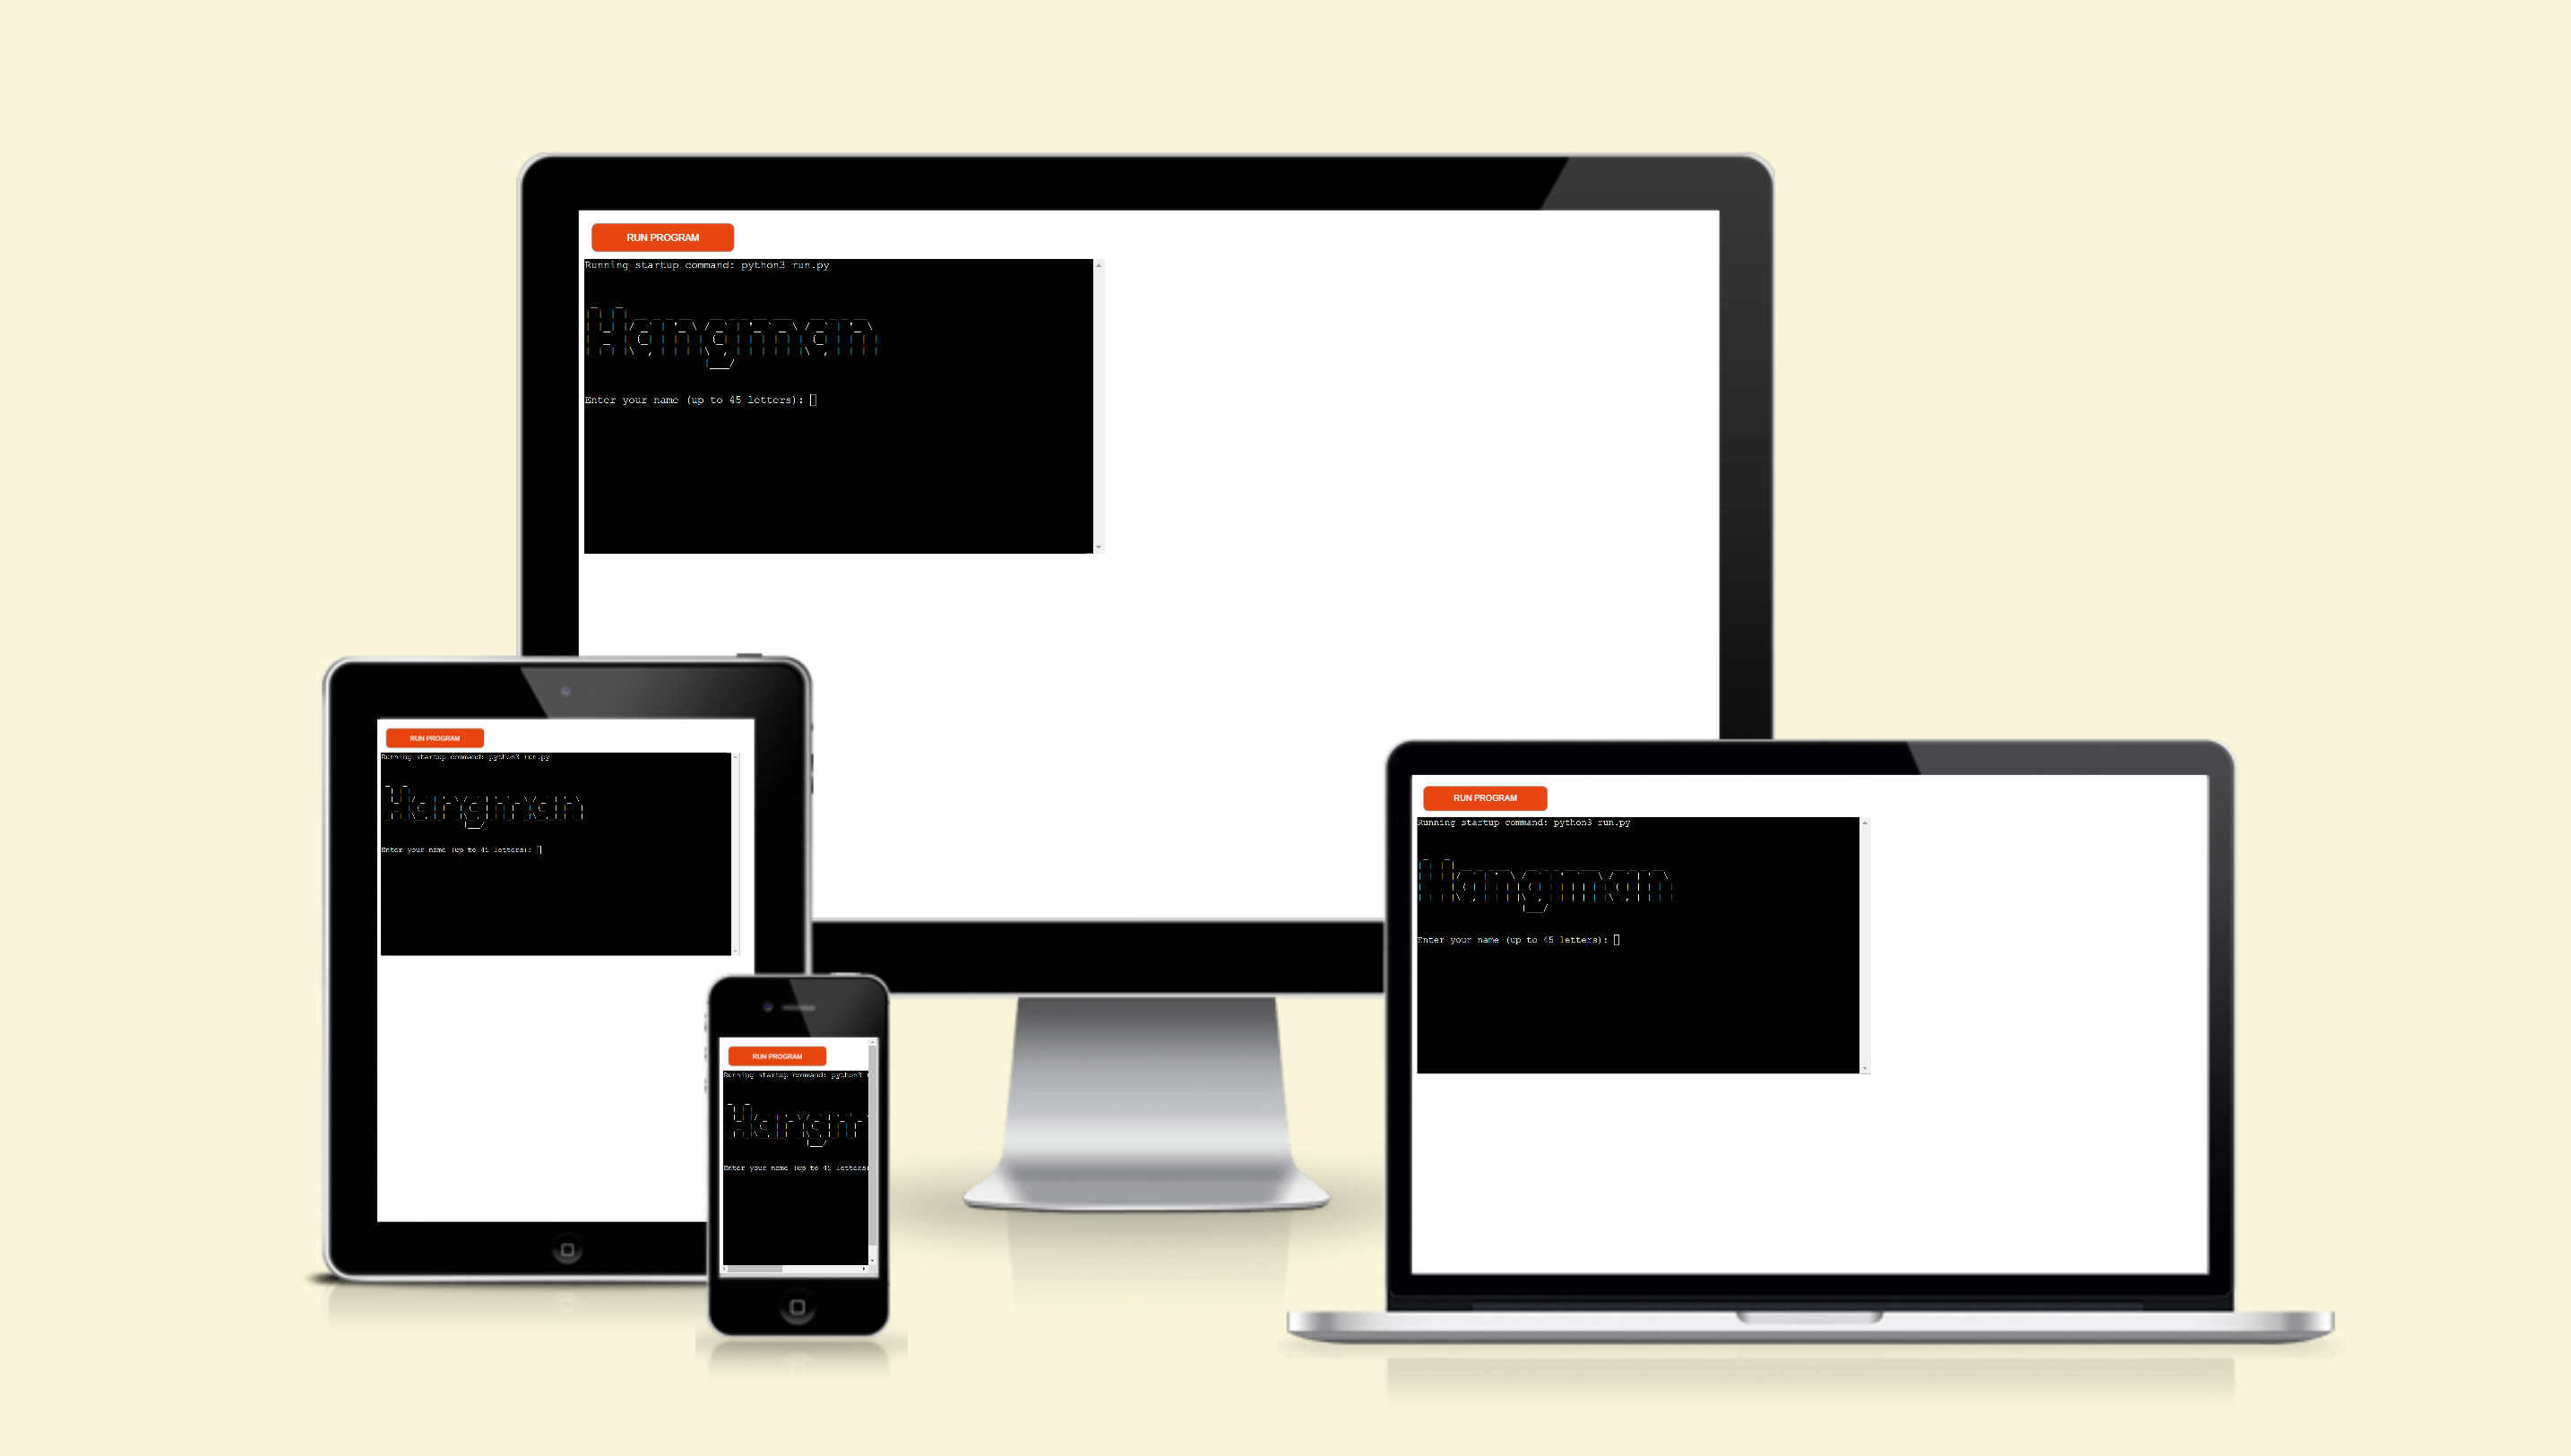 RUN PROGRAM
Running startup command: python3 run.py
Hangman
Enter your name (up to 45 letters):
RUN PROGRAM
Running startup command: python3 run.py
Hangman
Enter your name (up to 45 letters):
RUN PROGRAM
Running startup command: python3 run.py
Hangman
Enter your name (up to 45 letters):
RUN PROGRAM
Running startup command: python3
Hangm
Enter your name (up to 45 letters)